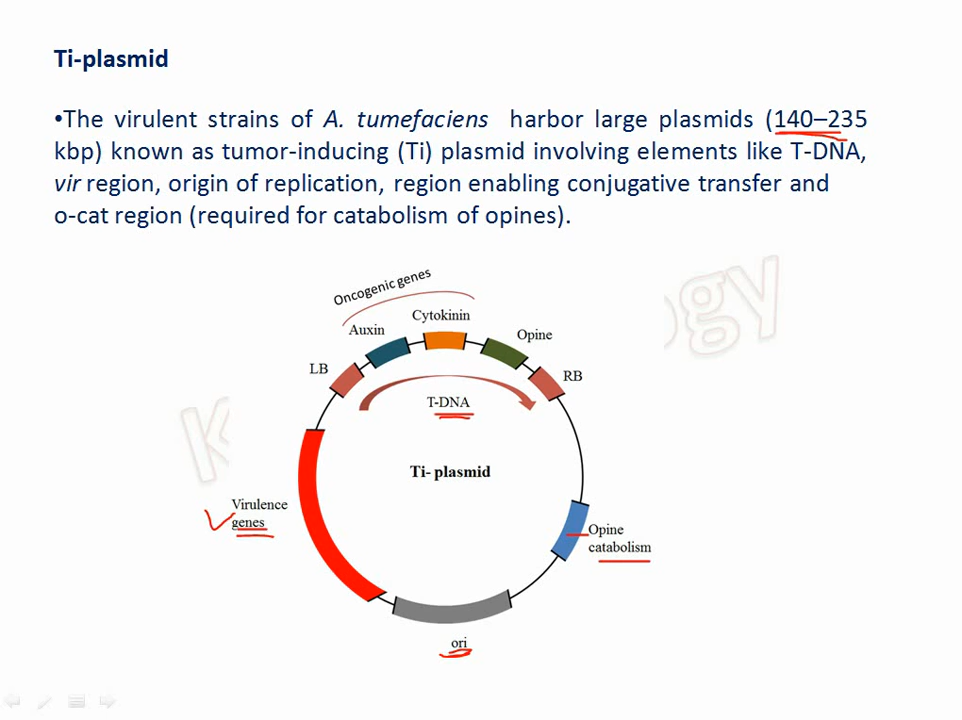 Ti-plasmid
•The virulent strains of A. tumefaciens harbor large plasmids (140–235
kbp) known as tumor-inducing (Ti) plasmid involving elements like T-DNA,
vir region, origin of replication, region enabling conjugative transfer and
o-cat region (required for catabolism of opines).
Oncogenic genes
Cytokinin
Auxin
Opine
LB
RB
T-DNA
Ti- plasmid
Virulence
genes
Opine
catabolism
ori
ogy
K